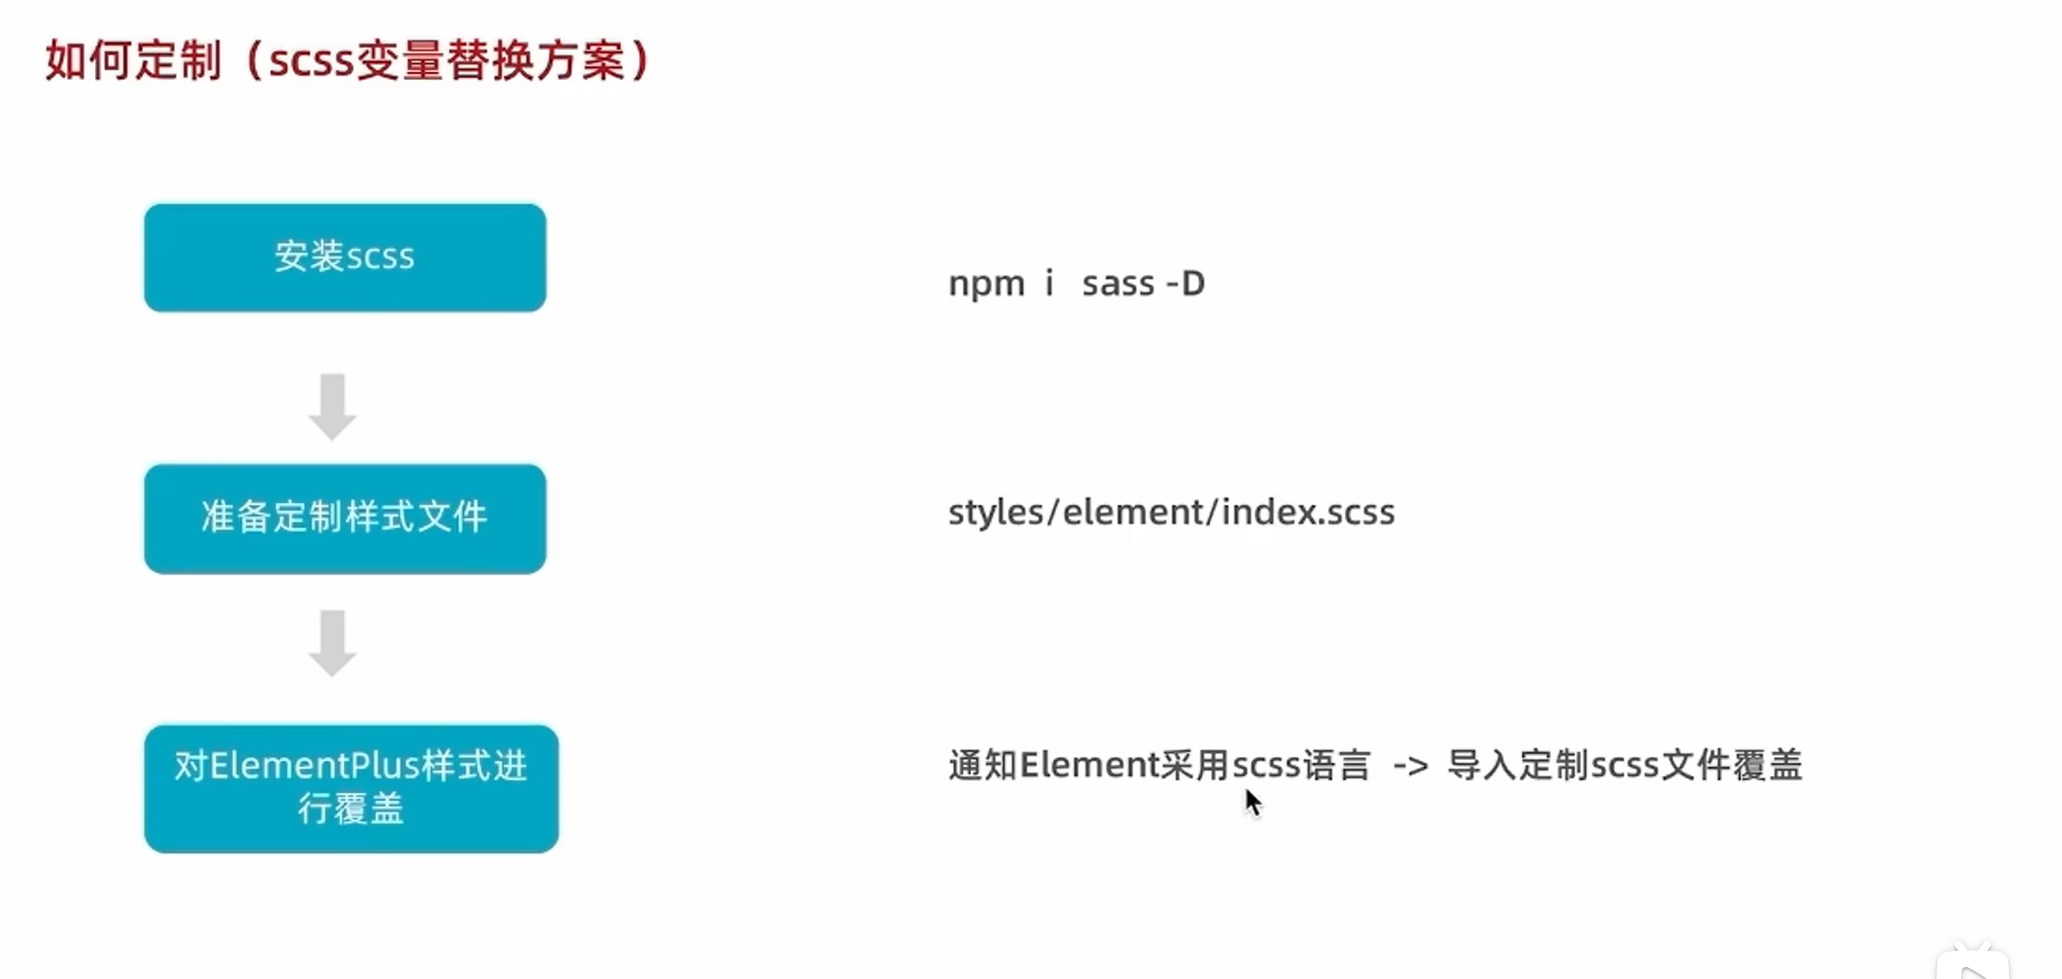 如何定制（scss变量替换方案）
安装scss
npm i sass -D
准备定制样式文件
styles/element/index.scss
对ElementPlus样式进
行覆盖
通知Element采用scss语言 -> 导入定制scss文件覆盖